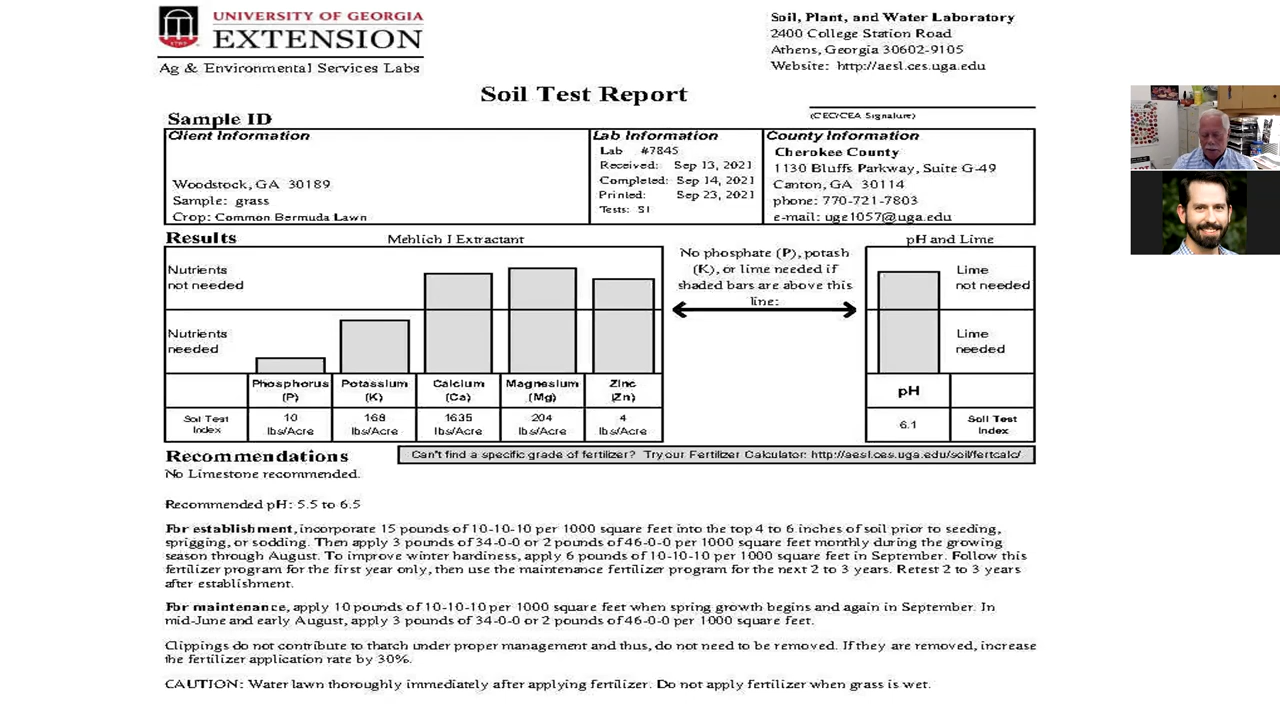 UNIVERSITY OF GEORGIA
EXTENSION
Ag & Environmental Services Labs
Soil, Plant, and Water Laboratory
2400 College Station Road
Athens, Georgia 30602-9105
Website: http://aesl.ces.uga.edu
Soil Test Report
(CEC/CEA Signature)
Sample ID
Client Information
Woodstock, GA 30189
Sample: grass
Crop: Common Bermuda Lawn
Lab Information
Lab #7845
Received: Sep 13, 2021
Completed: Sep 14, 2021
Printed: Sep 23, 2021
Tests: S1
County Information
Cherokee County
1130 Bluffs Parkway, Suite G-49
Canton, GA 30114
phone: 770-721-7803
e-mail: uge1057@uga.edu
Results
Mehlich I Extractant
pH and Lime
Nutrients
not needed
Nutrients
needed
No phosphate (P), potash
(K), or lime needed if
shaded bars are above this
line:
Lime
not needed
Lime
needed
Phosphorus (P) Potassium (K) Calcium (Ca) Magnesium (Mg) Zinc (Zn)
Soil Test Index 10 lbs/Acre 168 lbs/Acre 1635 lbs/Acre 204 lbs/Acre 4 lbs/Acre
pH
6.1 Soil Test Index
Recommendations
Can't find a specific grade of fertilizer? Try our Fertilizer Calculator: http://aesl.ces.uga.edu/soil/fertcalc/
No Limestone recommended.
Recommended pH: 5.5 to 6.5
For establishment, incorporate 15 pounds of 10-10-10 per 1000 square feet into the top 4 to 6 inches of soil prior to seeding,
sprigging, or sodding. Then apply 3 pounds of 34-0-0 or 2 pounds of 46-0-0 per 1000 square feet monthly during the growing
season through August. To improve winter hardiness, apply 6 pounds of 10-10-10 per 1000 square feet in September. Follow this
fertilizer program for the first year only, then use the maintenance fertilizer program for the next 2 to 3 years. Retest 2 to 3 years
after establishment.
For maintenance, apply 10 pounds of 10-10-10 per 1000 square feet when spring growth begins and again in September. In
mid-June and early August, apply 3 pounds of 34-0-0 or 2 pounds of 46-0-0 per 1000 square feet.
Clippings do not contribute to thatch under proper management and thus, do not need to be removed. If they are removed, increase
the fertilizer application rate by 30%.
CAUTION: Water lawn thoroughly immediately after applying fertilizer. Do not apply fertilizer when grass is wet.